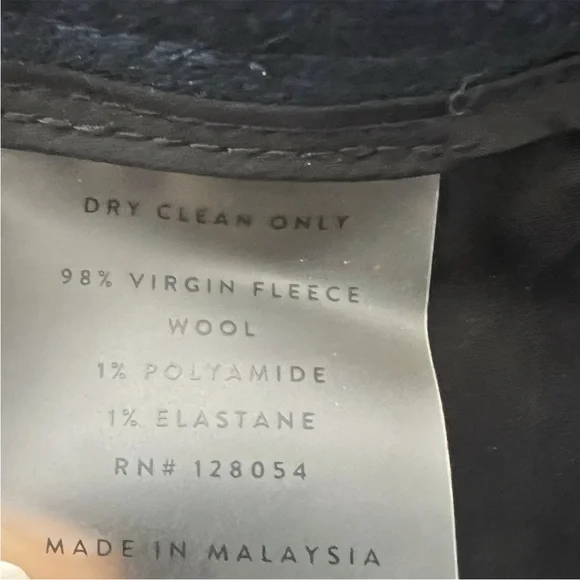 DRY CLEAN ONLY
98% VIRGIN FLEECE
WOOL
1% POLYAMIDE
1% ELASTANE
RN# 128054
MADE IN MALAYSIA